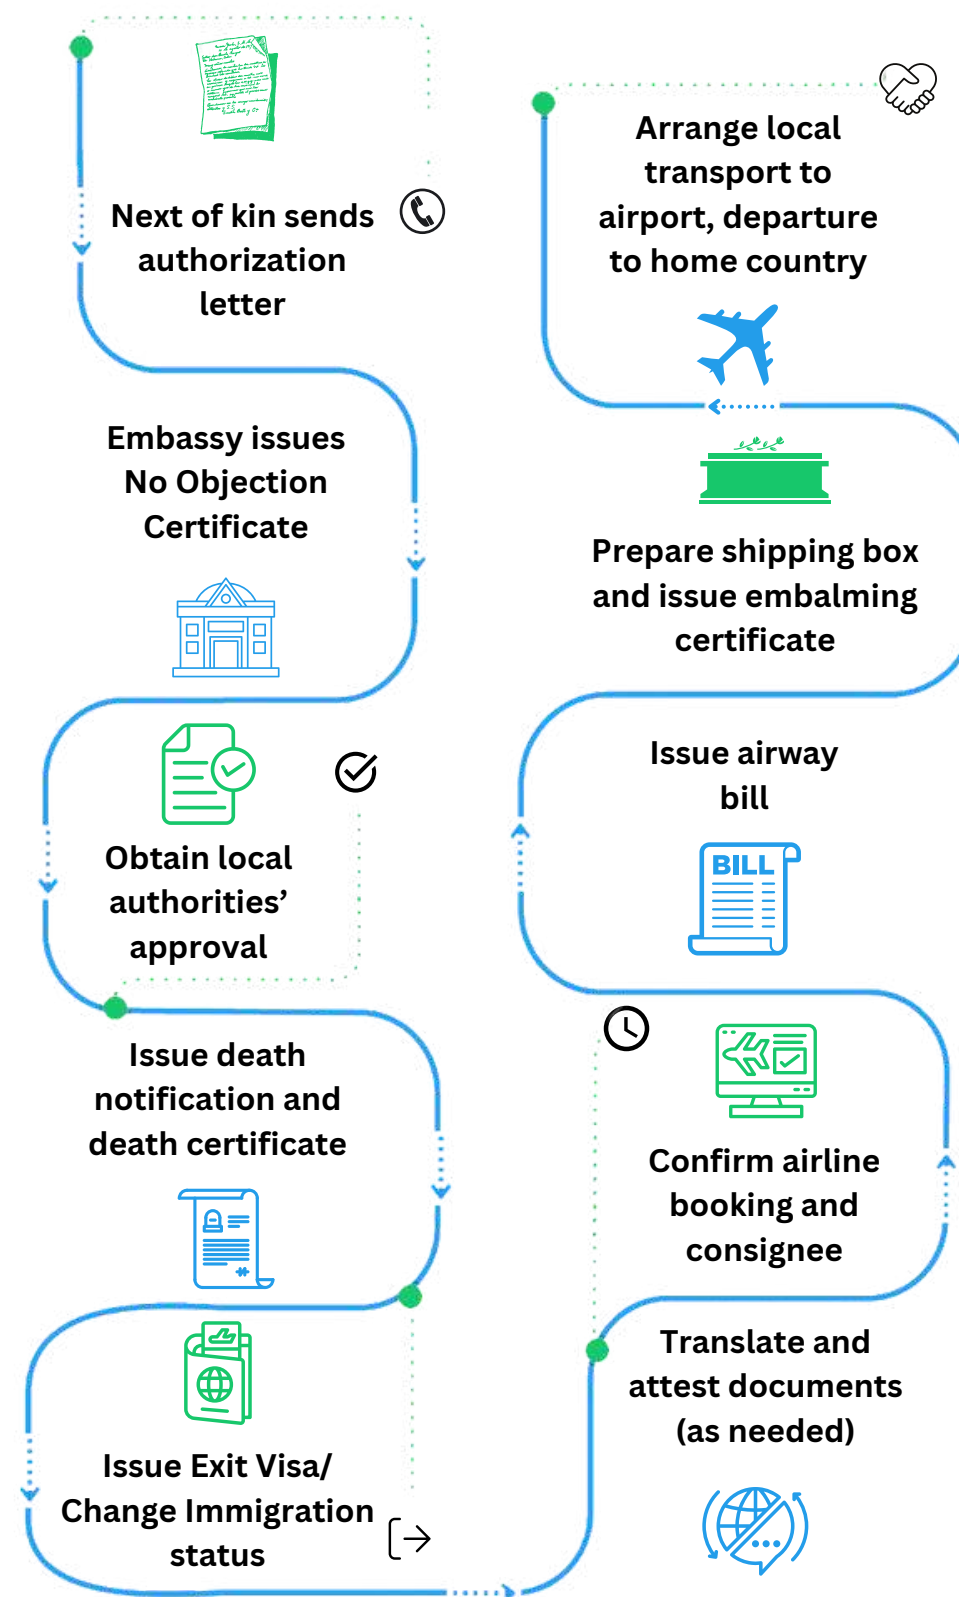 Next of kin sends
authorization
letter
Embassy issues
No Objection
Certificate
Obtain local
authorities’
approval
Issue death
notification and
death certificate
Issue Exit Visa/
Change Immigration
status
Translate and
attest documents
(as needed)
Confirm airline
booking and
consignee
Issue airway
bill
BILL
Prepare shipping box
and issue embalming
certificate
Arrange local
transport to
airport, departure
to home country